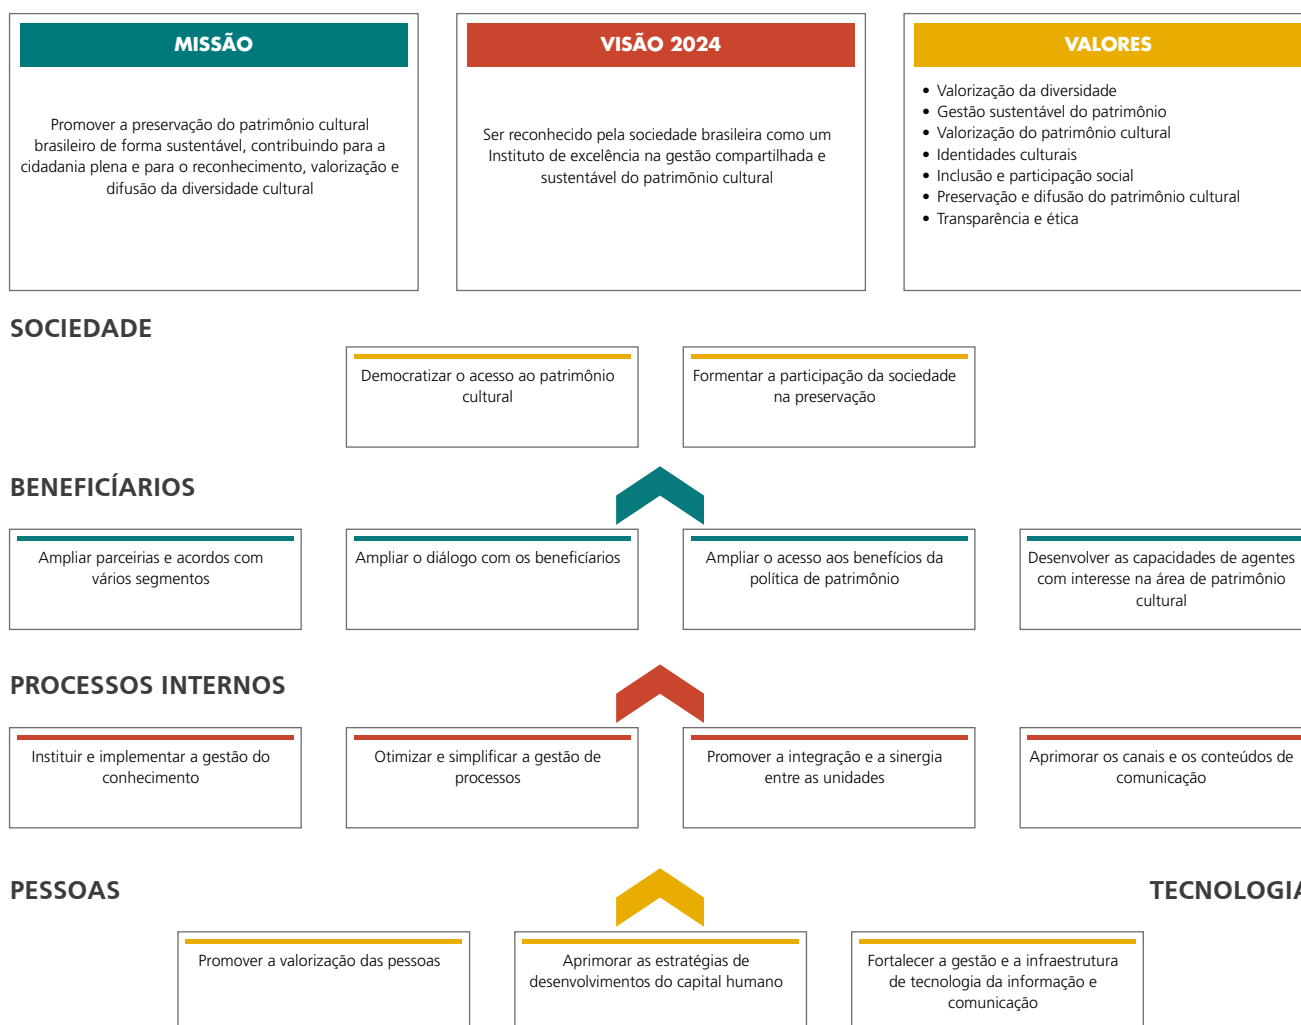 MISSÃO
Promover a preservação do patrimônio cultural
brasileiro de forma sustentável, contribuindo para a
cidadania plena e para o reconhecimento, valorização e
difusão da diversidade cultural
VISÃO 2024
Ser reconhecido pela sociedade brasileira como um
Instituto de excelência na gestão compartilhada e
sustentável do patrimõnio cultural
VALORES
• Valorização da diversidade
• Gestão sustentável do patrimônio
• Valorização do patrimônio cultural
• Identidades culturais
• Inclusão e participação social
• Preservação e difusão do patrimônio cultural
• Transparência e ética
SOCIEDADE
Democratizar o acesso ao patrimônio
cultural
Formentar a participação da sociedade
na preservação
BENEFICÍARIOS
Ampliar parceirias e acordos com
vários segmentos
Ampliar o diálogo com os beneficíarios
Ampliar o acesso aos benefícios da
política de patrimônio
Desenvolver as capacidades de agentes
com interesse na área de patrimônio
cultural
PROCESSOS INTERNOS
Instituir e implementar a gestão do
conhecimento
Otimizar e simplificar a gestão de
processos
Promover a integração e a sinergia
entre as unidades
Aprimorar os canais e os conteúdos de
comunicação
PESSOAS
TECNOLOGIA
Promover a valorização das pessoas
Aprimorar as estratégias de
desenvolvimentos do capital humano
Fortalecer a gestão e a infraestrutura
de tecnologia da informação e
comunicação